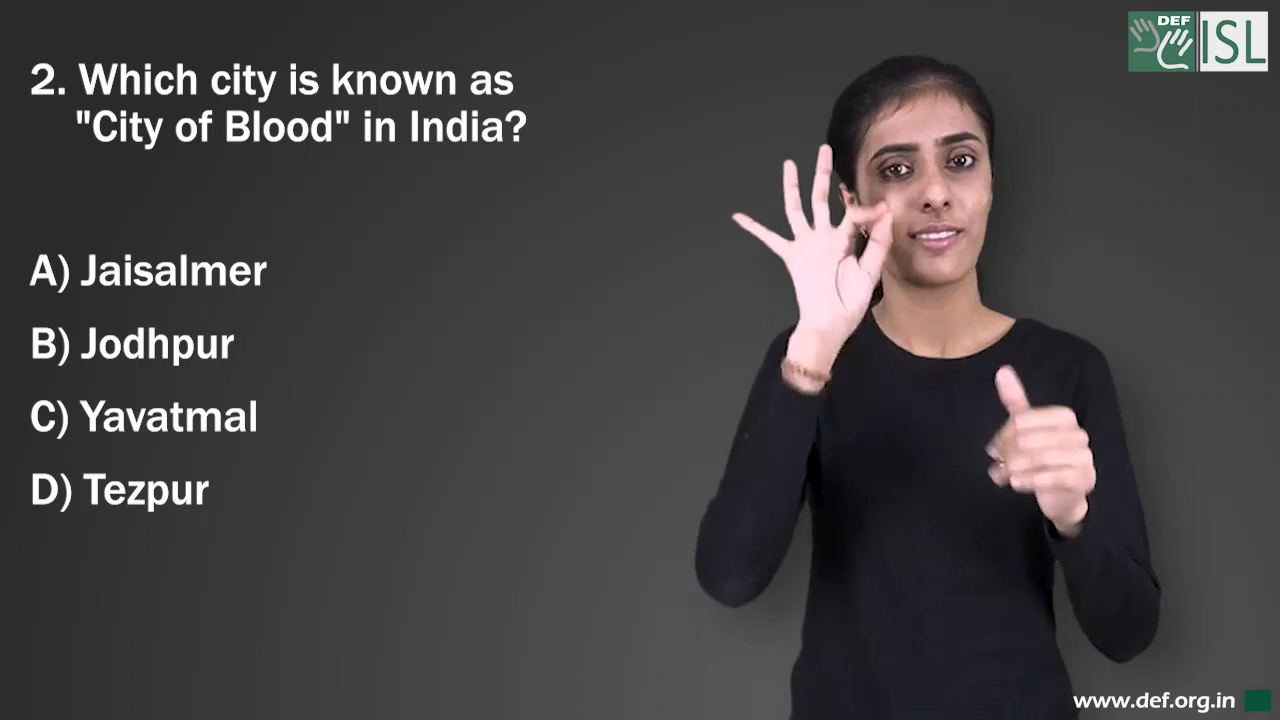 DEF
ISL
2. Which city is known as
"City of Blood" in India?
A) Jaisalmer
B) Jodhpur
C) Yavatmal
D) Tezpur
www.def.org.in